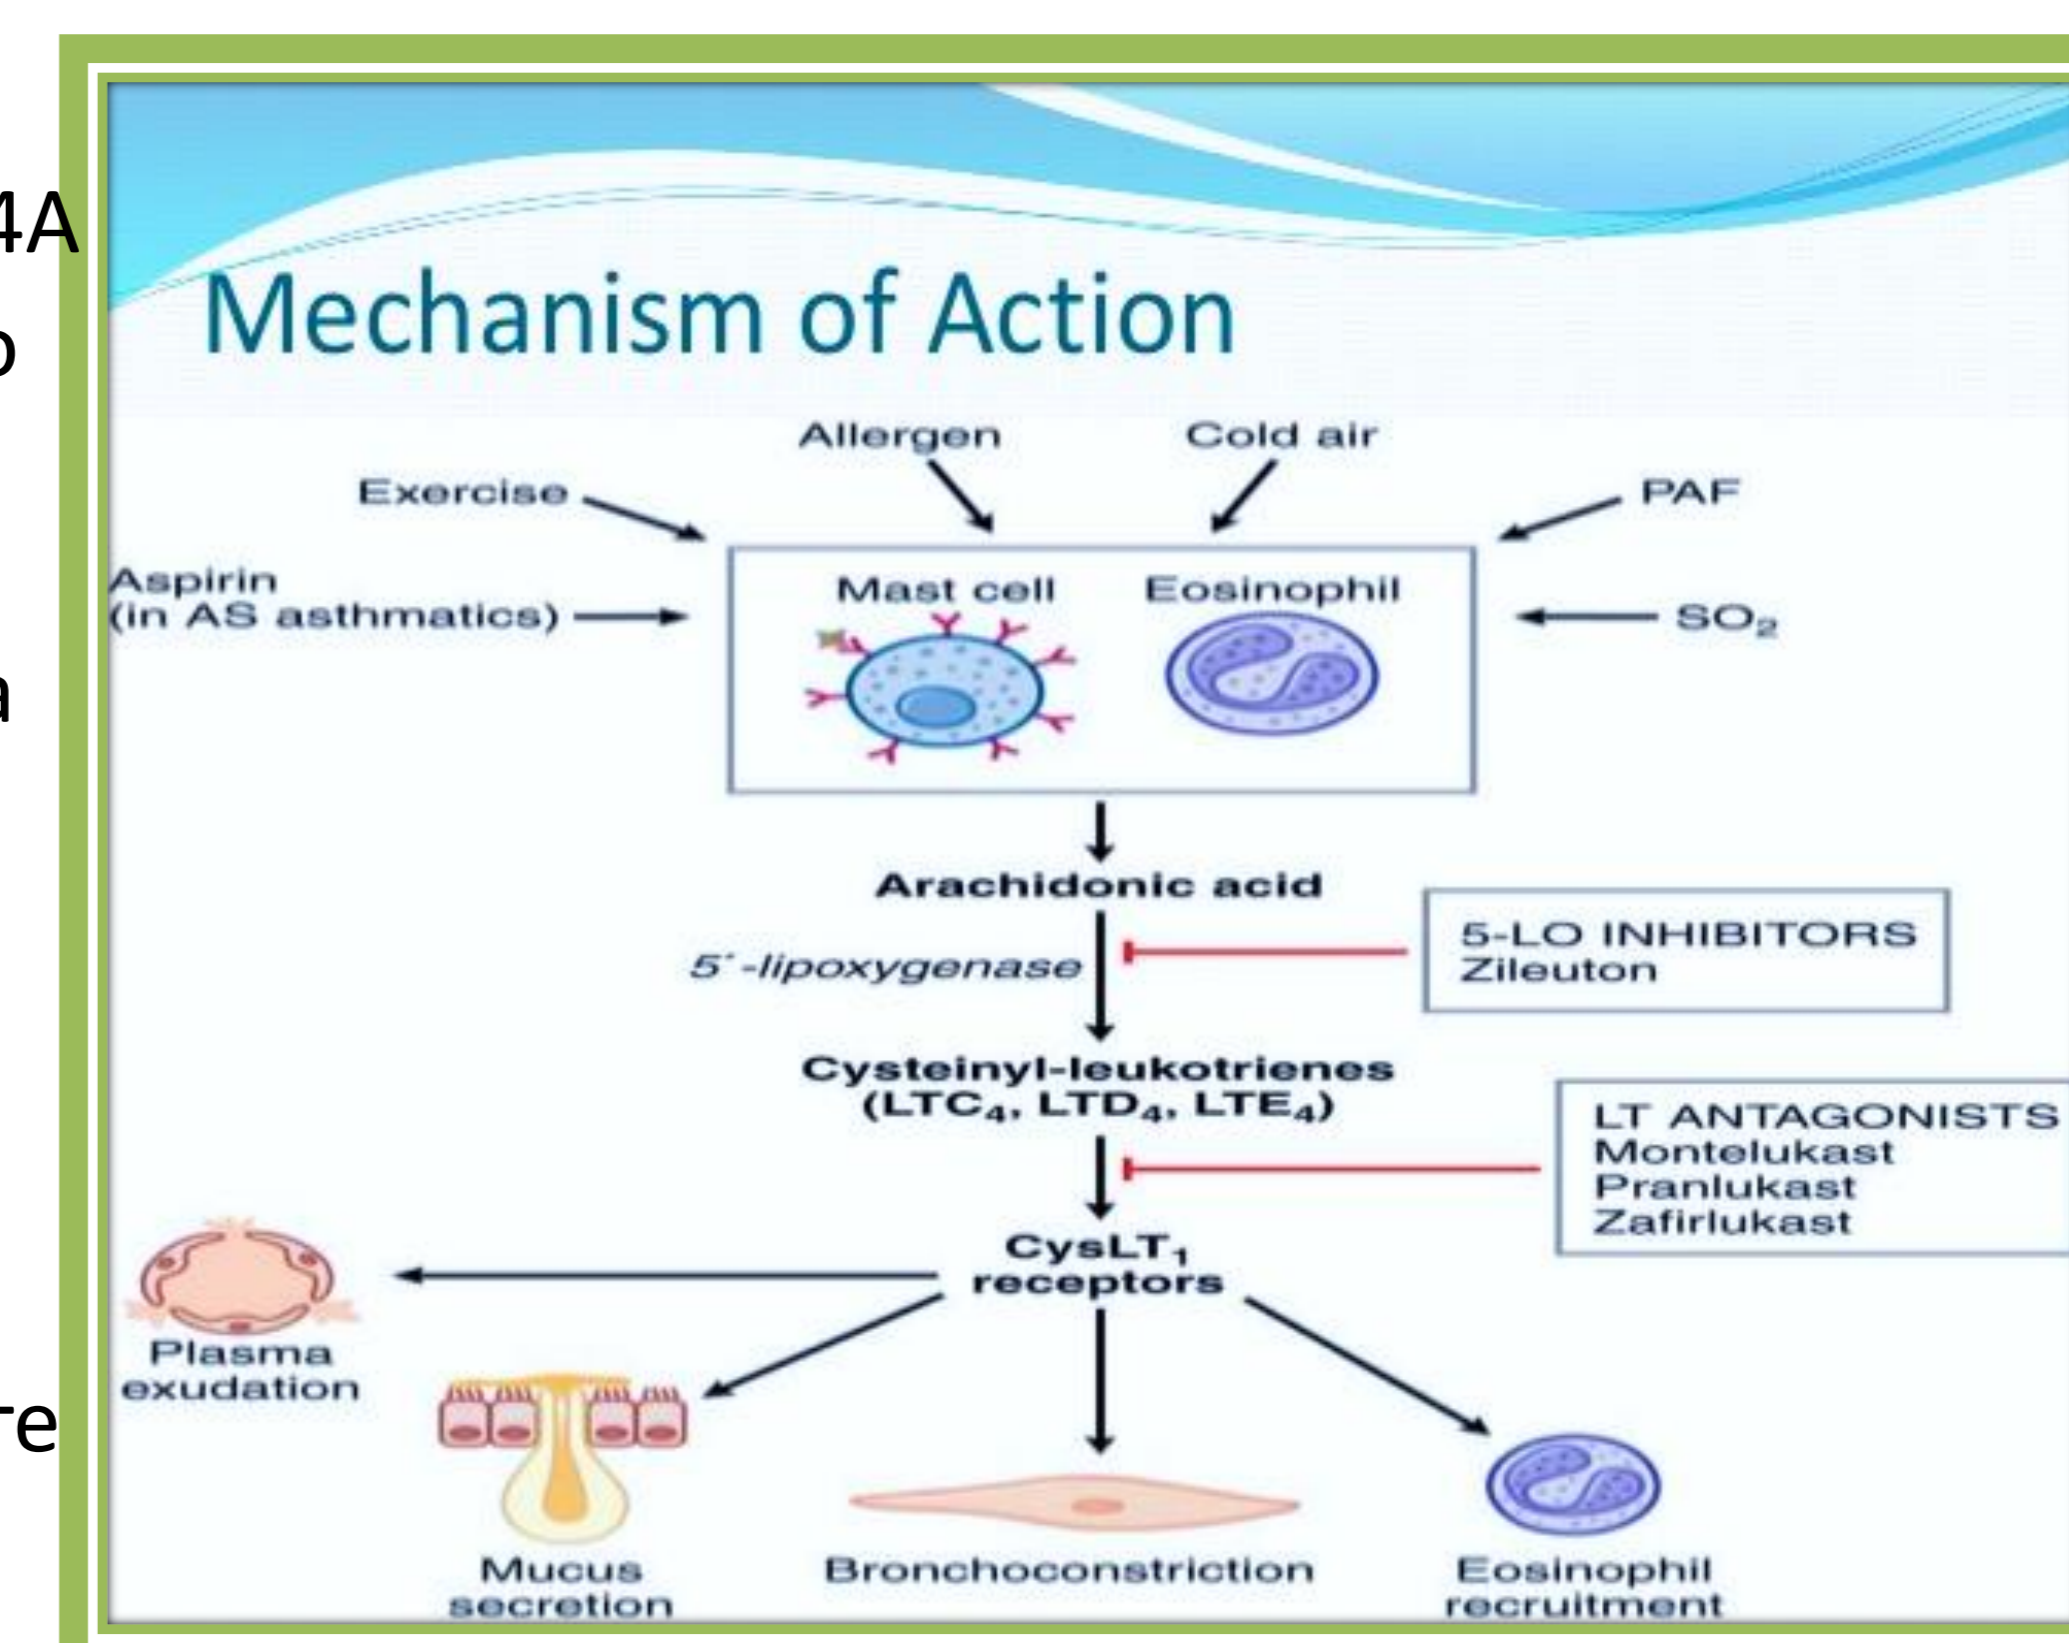 4A
Mechanism of Action
Allergen
Cold air
Exercise
PAF
Aspirin
(in AS asthmatics)
Mast cell
Eosinophil
SO₂
Arachidonic acid
5´-lipoxygenase
5-LO INHIBITORS
Zileuton
Cysteinyl-leukotrienes
(LTC₄, LTD₄, LTE₄)
LT ANTAGONISTS
Montelukast
Pranlukast
Zafirlukast
CysLT₁
receptors
Plasma
exudation
re
Mucus
secretion
Bronchoconstriction
Eosinophil
recruitment